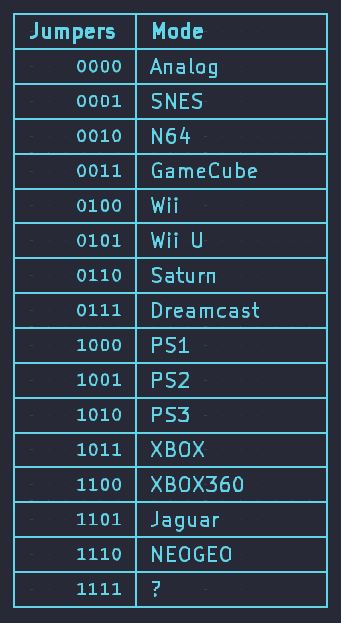 Jumpers Mode
0000 Analog
0001 SNES
0010 N64
0011 GameCube
0100 Wii
0101 Wii U
0110 Saturn
0111 Dreamcast
1000 PS1
1001 PS2
1010 PS3
1011 XBOX
1100 XBOX360
1101 Jaguar
1110 NEOGEO
1111 ?